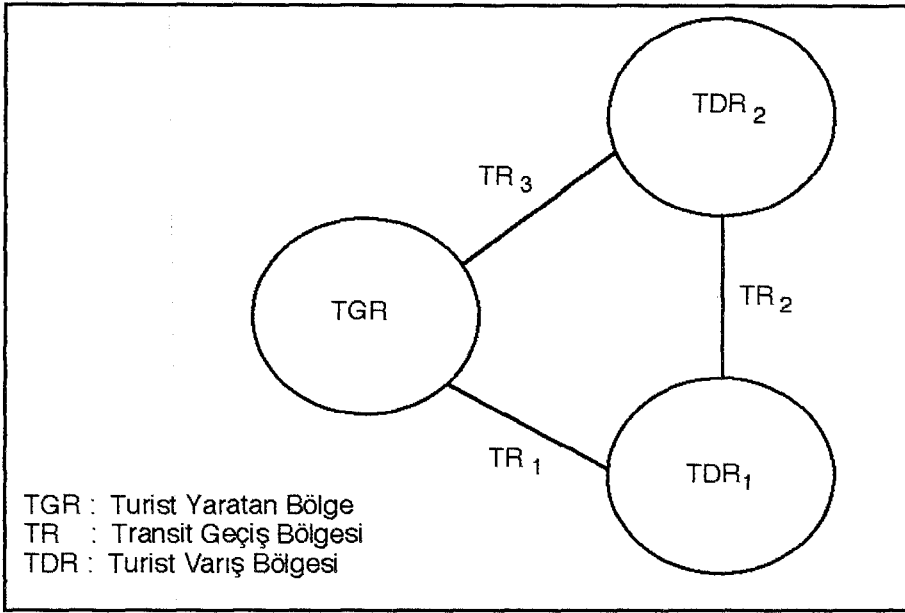 TDR 2
TR 3
TGR
TR 2
TR 1
TDR1
TGR : Turist Yaratan Bölge
TR : Transit Geçiş Bölgesi
TDR : Turist Varış Bölgesi